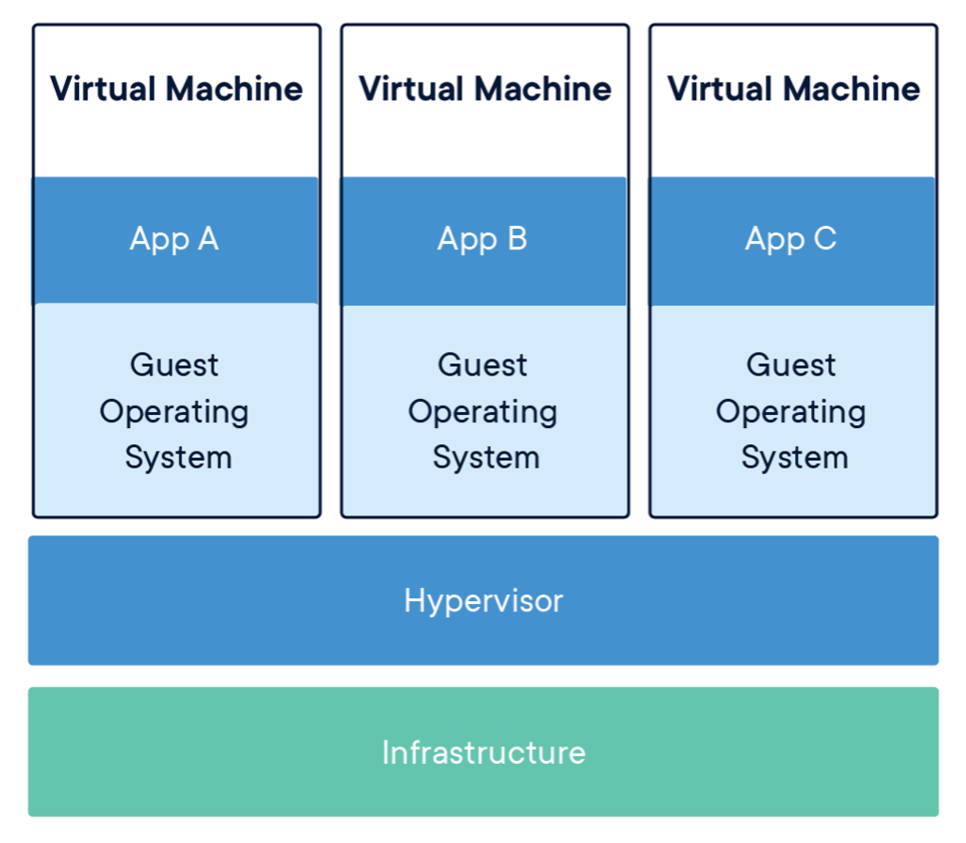 Virtual Machine
Virtual Machine
Virtual Machine
App A
App B
App C
Guest
Operating
System
Guest
Operating
System
Guest
Operating
System
Hypervisor
Infrastructure